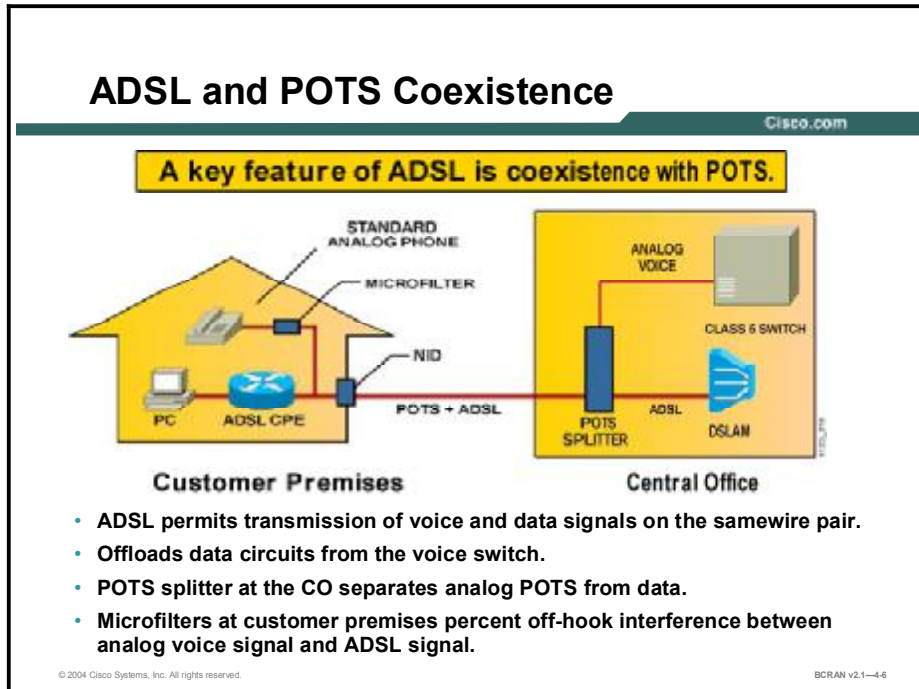 ADSL and POTS Coexistence
Cisco.com
A key feature of ADSL is coexistence with POTS.
STANDARD
ANALOG PHONE
MICROFILTER
NID
PC
ADSL CPE
POTS + ADSL
ANALOG
VOICE
CLASS 5 SWITCH
POTS
SPLITTER
ADSL
DSLAM
Customer Premises
Central Office
• ADSL permits transmission of voice and data signals on the samewire pair.
• Offloads data circuits from the voice switch.
• POTS splitter at the CO separates analog POTS from data.
• Microfilters at customer premises percent off-hook interference between
analog voice signal and ADSL signal.
© 2004 Cisco Systems, Inc. All rights reserved.
BCRAN v2.1—4-6